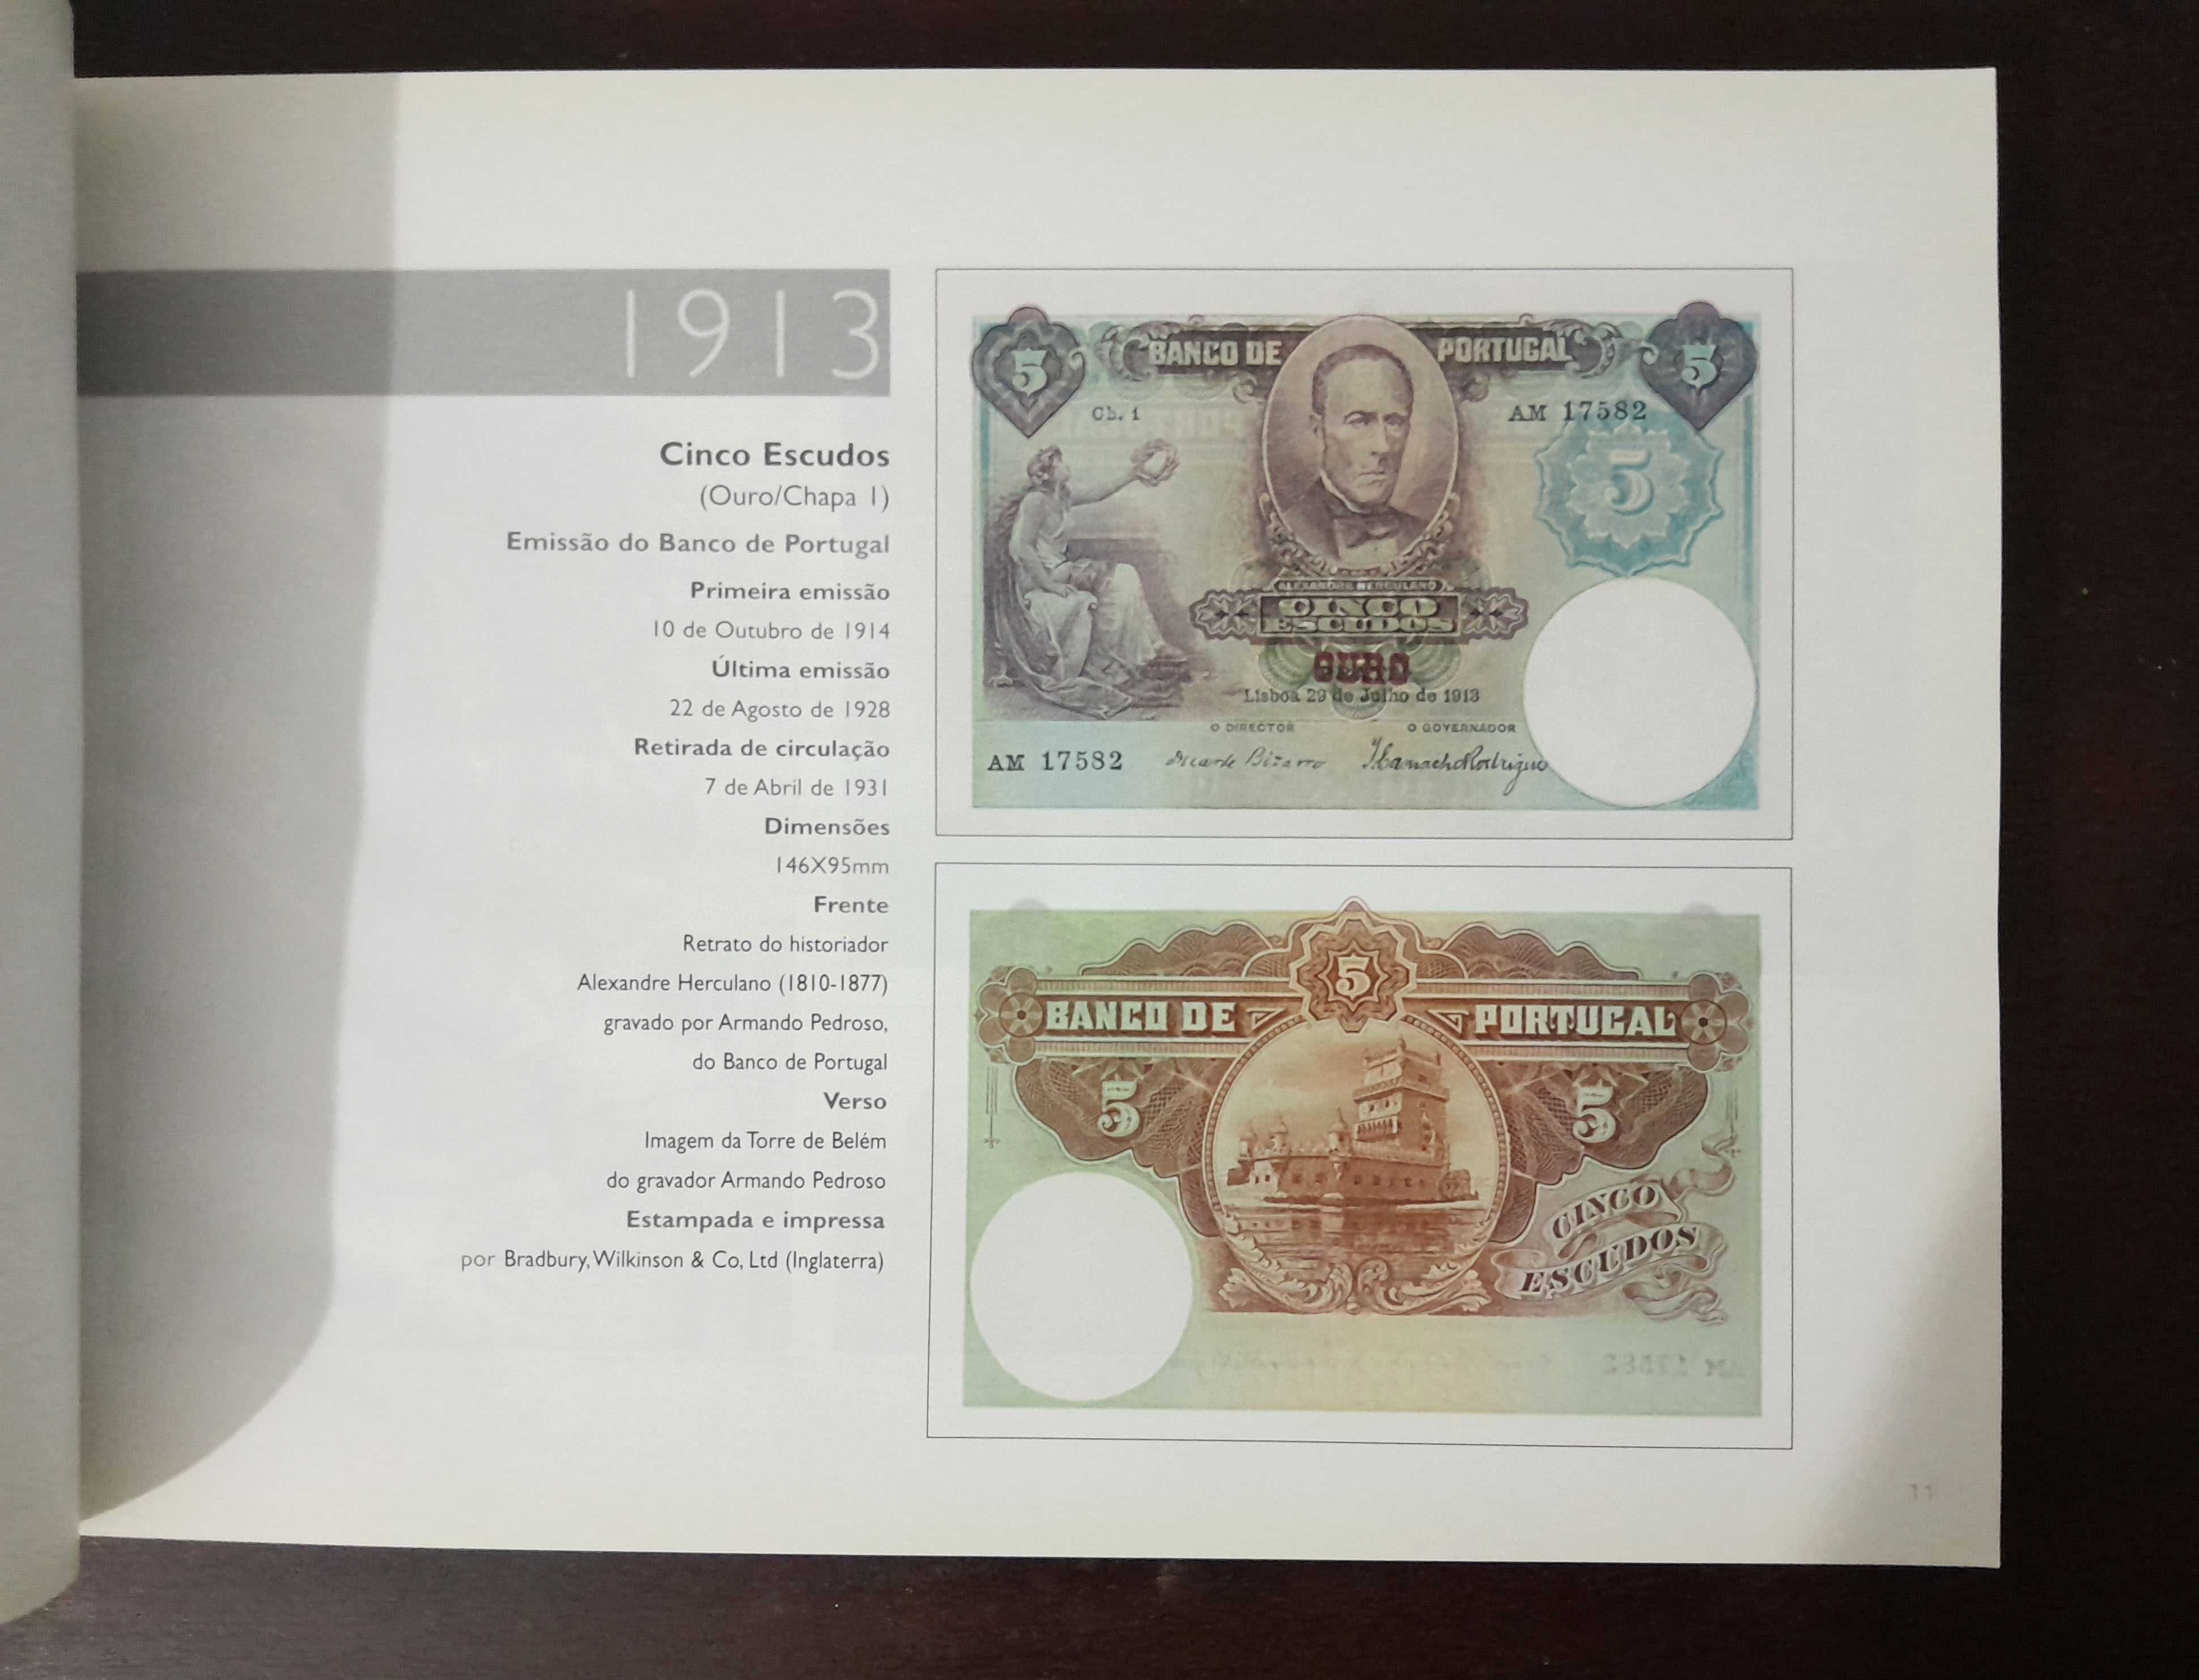 1913
Cinco Escudos
(Ouro/Chapa 1)
Emissão do Banco de Portugal
Primeira emissão
10 de Outubro de 1914
Última emissão
22 de Agosto de 1928
Retirada de circulação
7 de Abril de 1931
Dimensões
146X95mm
Frente
Retrato do historiador
Alexandre Herculano (1810-1877)
gravado por Armando Pedroso,
do Banco de Portugal
Verso
Imagem da Torre de Belém
do gravador Armando Pedroso
Estampada e impressa
por Bradbury, Wilkinson & Co, Ltd (Inglaterra)
5 BANCO DE PORTUGAL 5
Ch. 1 AM 17582
5
ALEXANDRE HERCULANO
CINCO
ESCUDOS
OURO
Lisboa 29 de Julho de 1913
O DIRECTOR O GOVERNADOR
AM 17582
5
BANCO DE PORTUGAL
5 5
CINCO
ESCUDOS
11